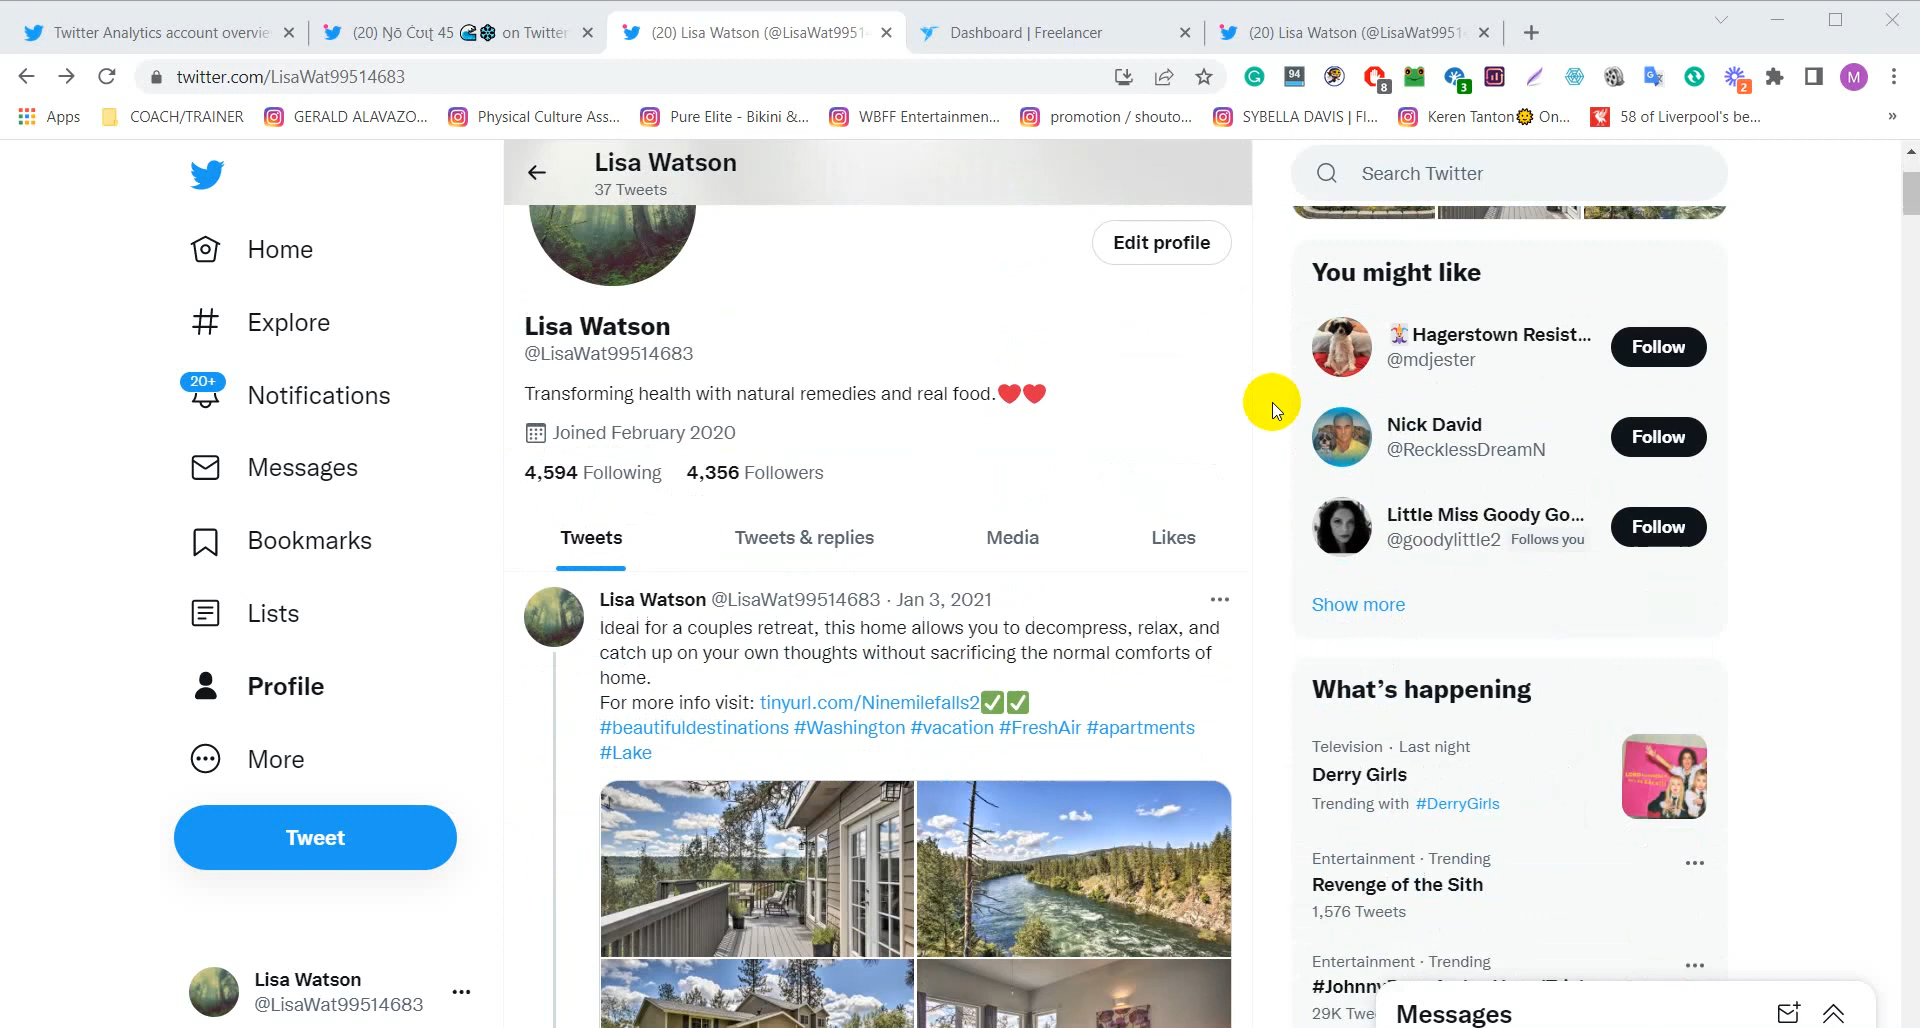 Twitter Analytics account overvie
(20) Ŋō Ċσιţ 45 🌊❄ on Twitter
(20) Lisa Watson (@LisaWat9951
Dashboard | Freelancer
(20) Lisa Watson (@LisaWat9951
twitter.com/LisaWat99514683
94
8
3
2
M
Apps
COACH/TRAINER
GERALD ALAVAZO...
Physical Culture Ass...
Pure Elite - Bikini &...
WBFF Entertainmen...
promotion / shouto...
SYBELLA DAVIS | FI...
Keren Tanton🌞 On...
58 of Liverpool's be...
»
Home
Explore
20+
Notifications
Messages
Bookmarks
Lists
Profile
More
Tweet
Lisa Watson
@LisaWat99514683
Lisa Watson
37 Tweets
Edit profile
Lisa Watson
@LisaWat99514683
Transforming health with natural remedies and real food.❤️❤️
Joined February 2020
4,594 Following 4,356 Followers
Tweets
Tweets & replies
Media
Likes
Lisa Watson @LisaWat99514683 · Jan 3, 2021
Ideal for a couples retreat, this home allows you to decompress, relax, and
catch up on your own thoughts without sacrificing the normal comforts of
home.
For more info visit: tinyurl.com/Ninemilefalls2✅✅
#beautifuldestinations #Washington #vacation #FreshAir #apartments
#Lake
Search Twitter
You might like
🃏Hagerstown Resist...
@mdjester
Follow
Nick David
@RecklessDreamN
Follow
Little Miss Goody Go...
@goodylittle2 Follows you
Follow
Show more
What's happening
Television · Last night
Derry Girls
Trending with #DerryGirls
Entertainment · Trending
Revenge of the Sith
1,576 Tweets
Entertainment · Trending
#Johnny
29K Twe
Messages